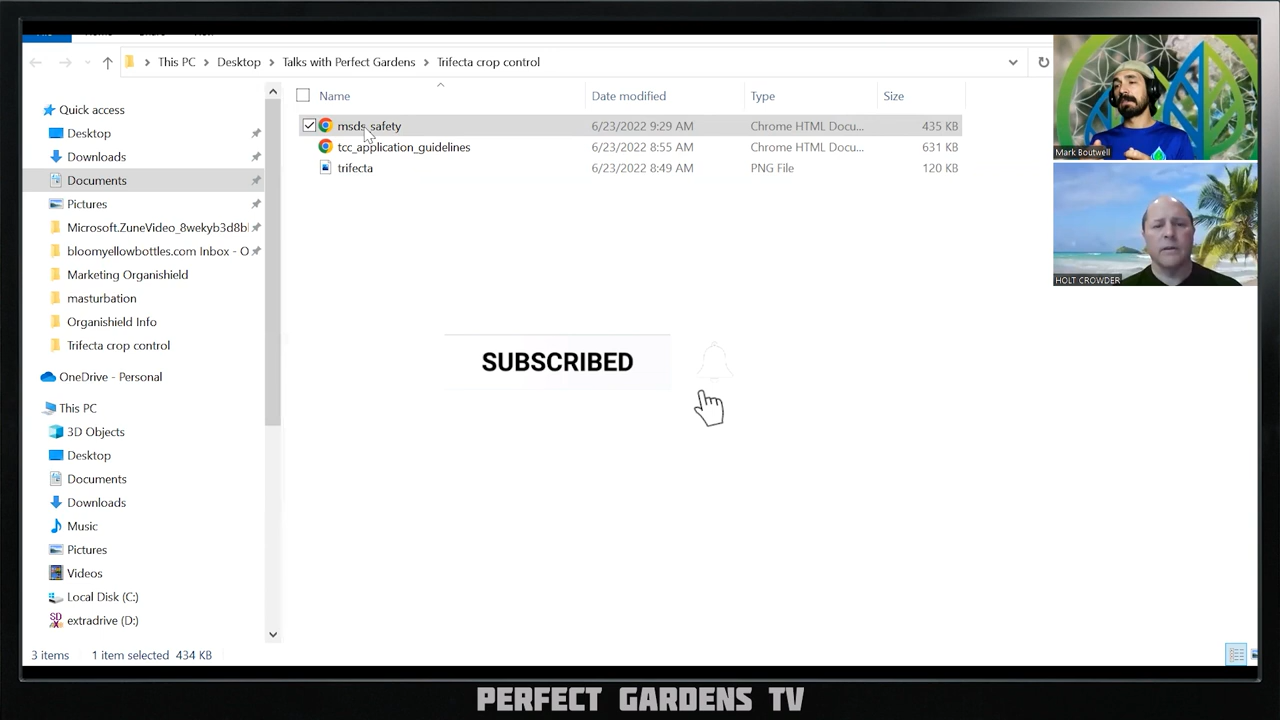 This PC > Desktop > Talks with Perfect Gardens > Trifecta crop control
Name Date modified Type Size
msds_safety 6/23/2022 9:29 AM Chrome HTML Docu... 435 KB
tcc_application_guidelines 6/23/2022 8:55 AM Chrome HTML Docu... 631 KB
trifecta 6/23/2022 8:49 AM PNG File 120 KB
Quick access
Desktop
Downloads
Documents
Pictures
Microsoft.ZuneVideo_8wekyb3d8b
bloomyellowbottles.com Inbox - O
Marketing Organishield
masturbation
Organishield Info
Trifecta crop control
OneDrive - Personal
This PC
3D Objects
Desktop
Documents
Downloads
Music
Pictures
Videos
Local Disk (C:)
extradrive (D:)
3 items 1 item selected 434 KB
Mark Boutwell
HOLT CROWDER
SUBSCRIBED
PERFECT GARDENS TV